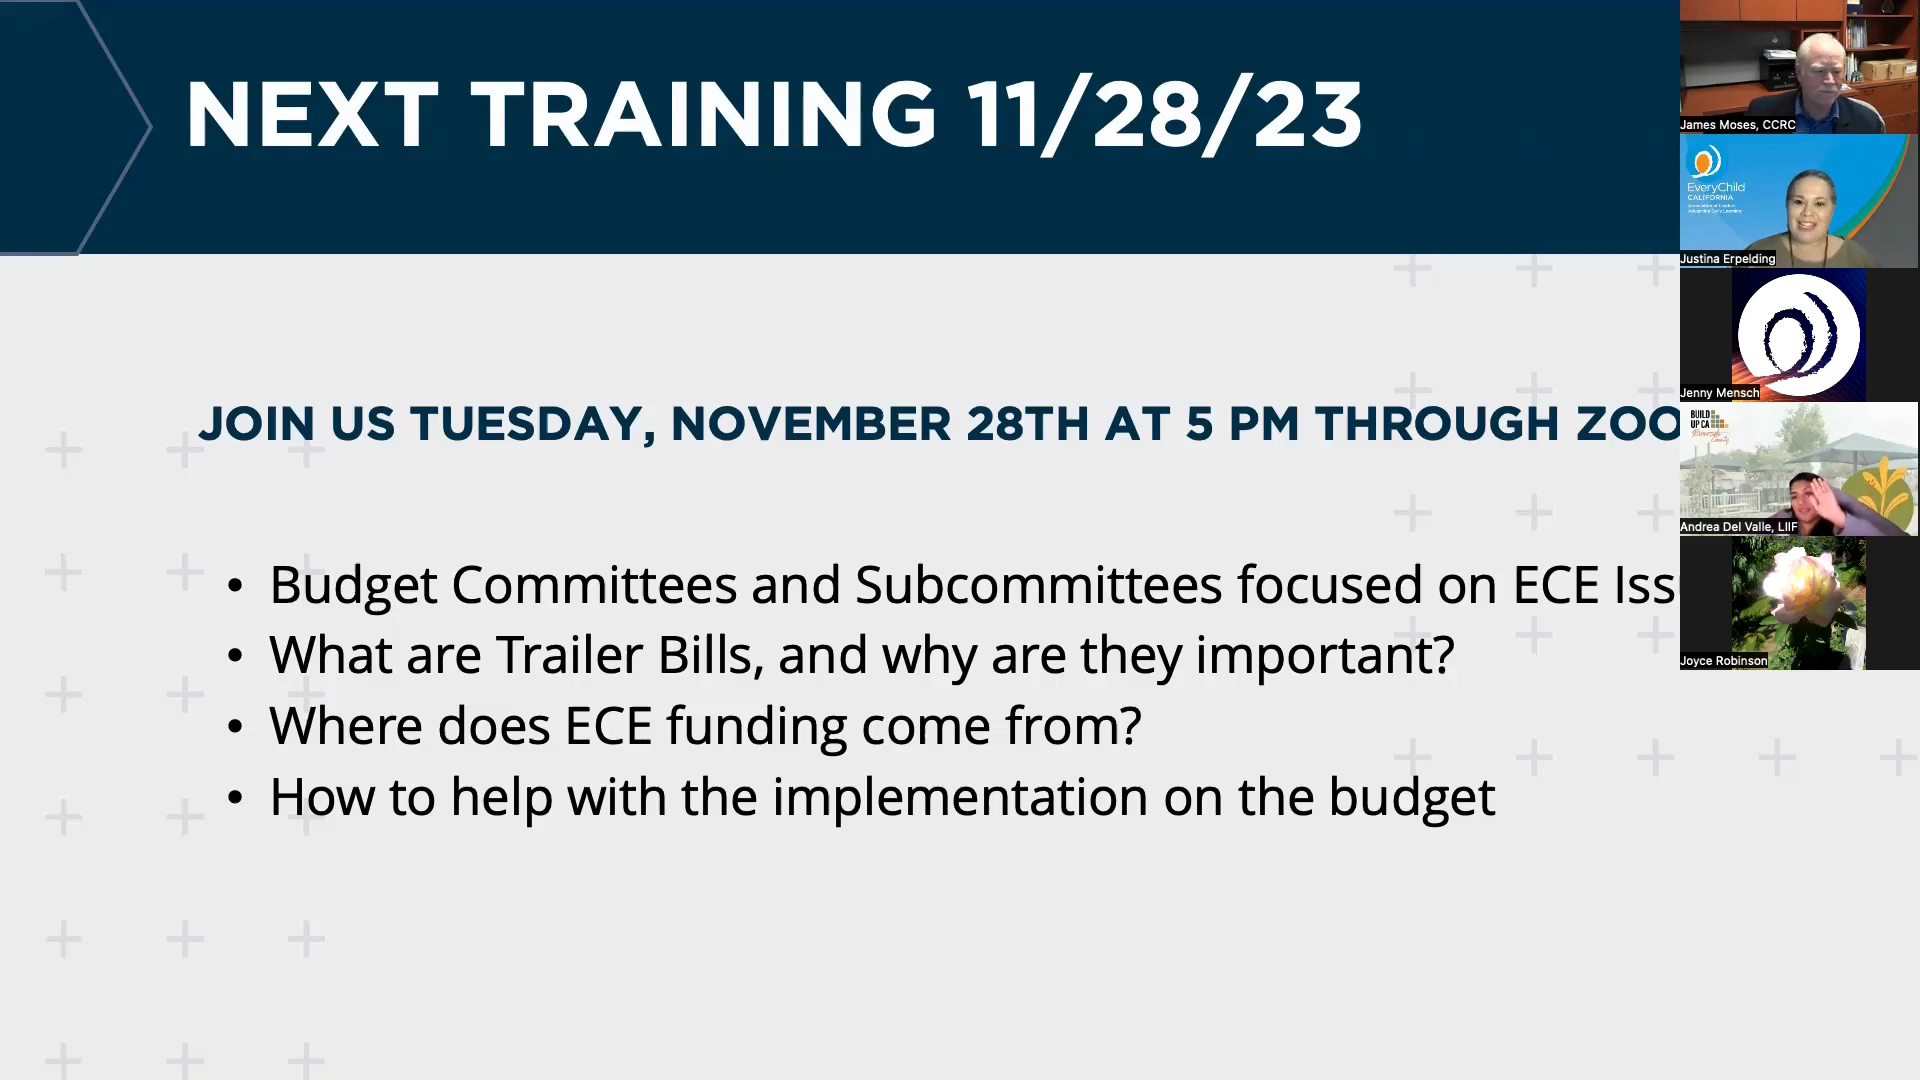 NEXT TRAINING 11/28/23
JOIN US TUESDAY, NOVEMBER 28TH AT 5 PM THROUGH ZOO
• Budget Committees and Subcommittees focused on ECE Iss
• What are Trailer Bills, and why are they important?
• Where does ECE funding come from?
• How to help with the implementation on the budget
James Moses, CCRC
EveryChild
CALIFORNIA
Justina Erpelding
Jenny Mensch
BUILD
UP CA
Riverside
County
Andrea Del Valle, LIIF
Joyce Robinson